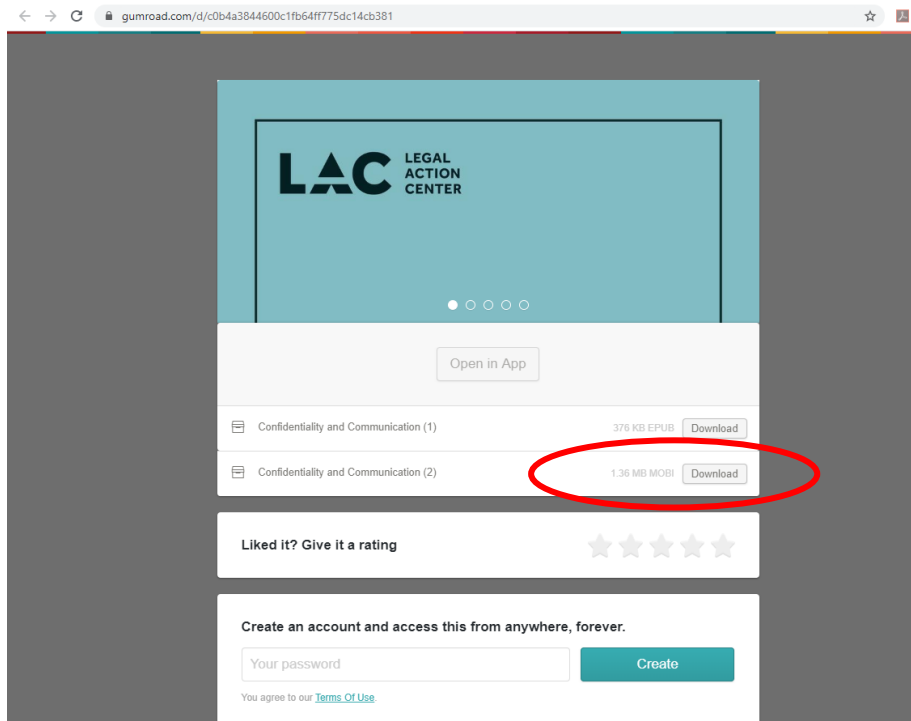 gumroad.com/d/c0b4a3844600c1fb64ff775dc14cb381
LAC LEGAL
ACTION
CENTER
Open in App
Confidentiality and Communication (1) 376 KB EPUB Download
Confidentiality and Communication (2) 1.36 MB MOBI Download
Liked it? Give it a rating
Create an account and access this from anywhere, forever.
Your password Create
You agree to our Terms Of Use.